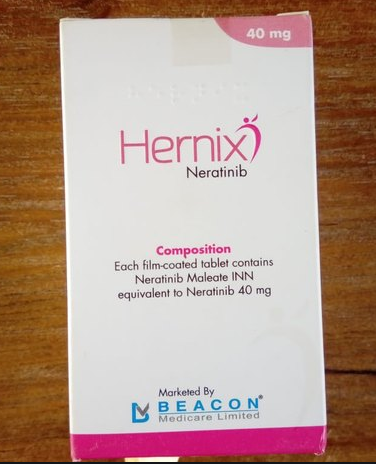 40 mg
Hernix
Neratinib
Composition
Each film-coated tablet contains
Neratinib Maleate INN
equivalent to Neratinib 40 mg
Marketed By
BEACON®
Medicare Limited